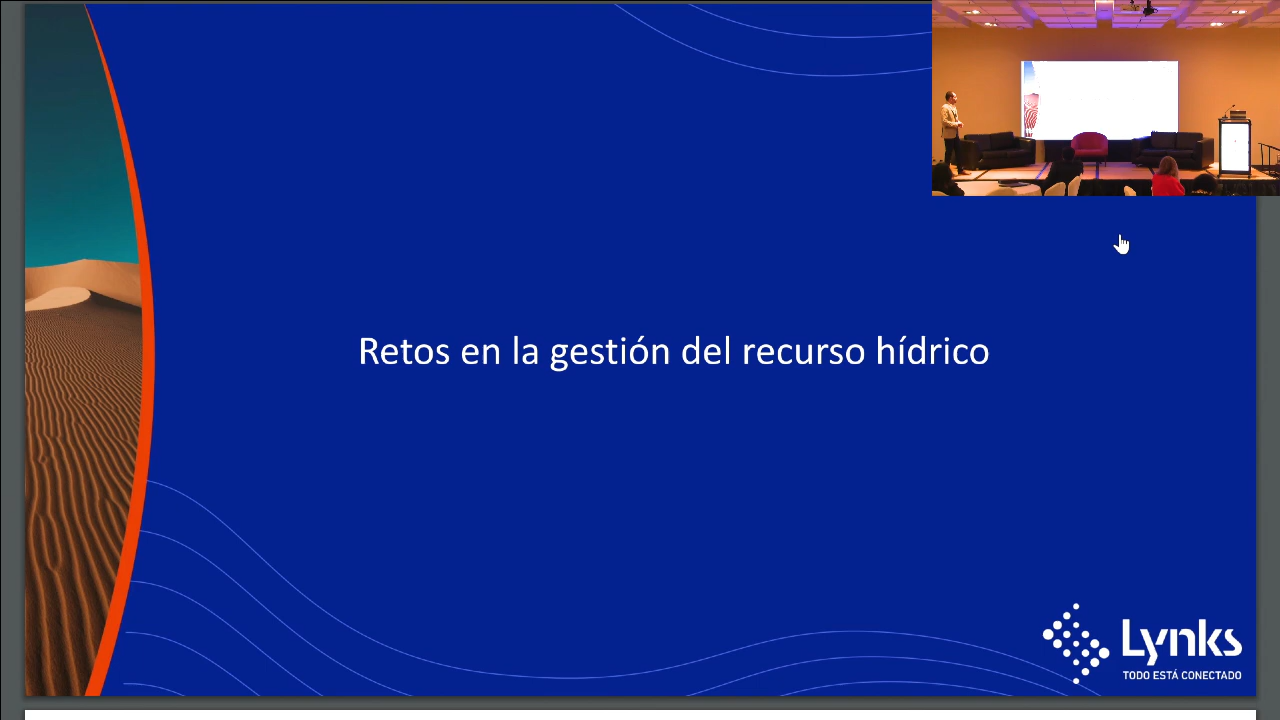 Retos en la gestión del recurso hídrico
Lynks
TODO ESTÁ CONECTADO